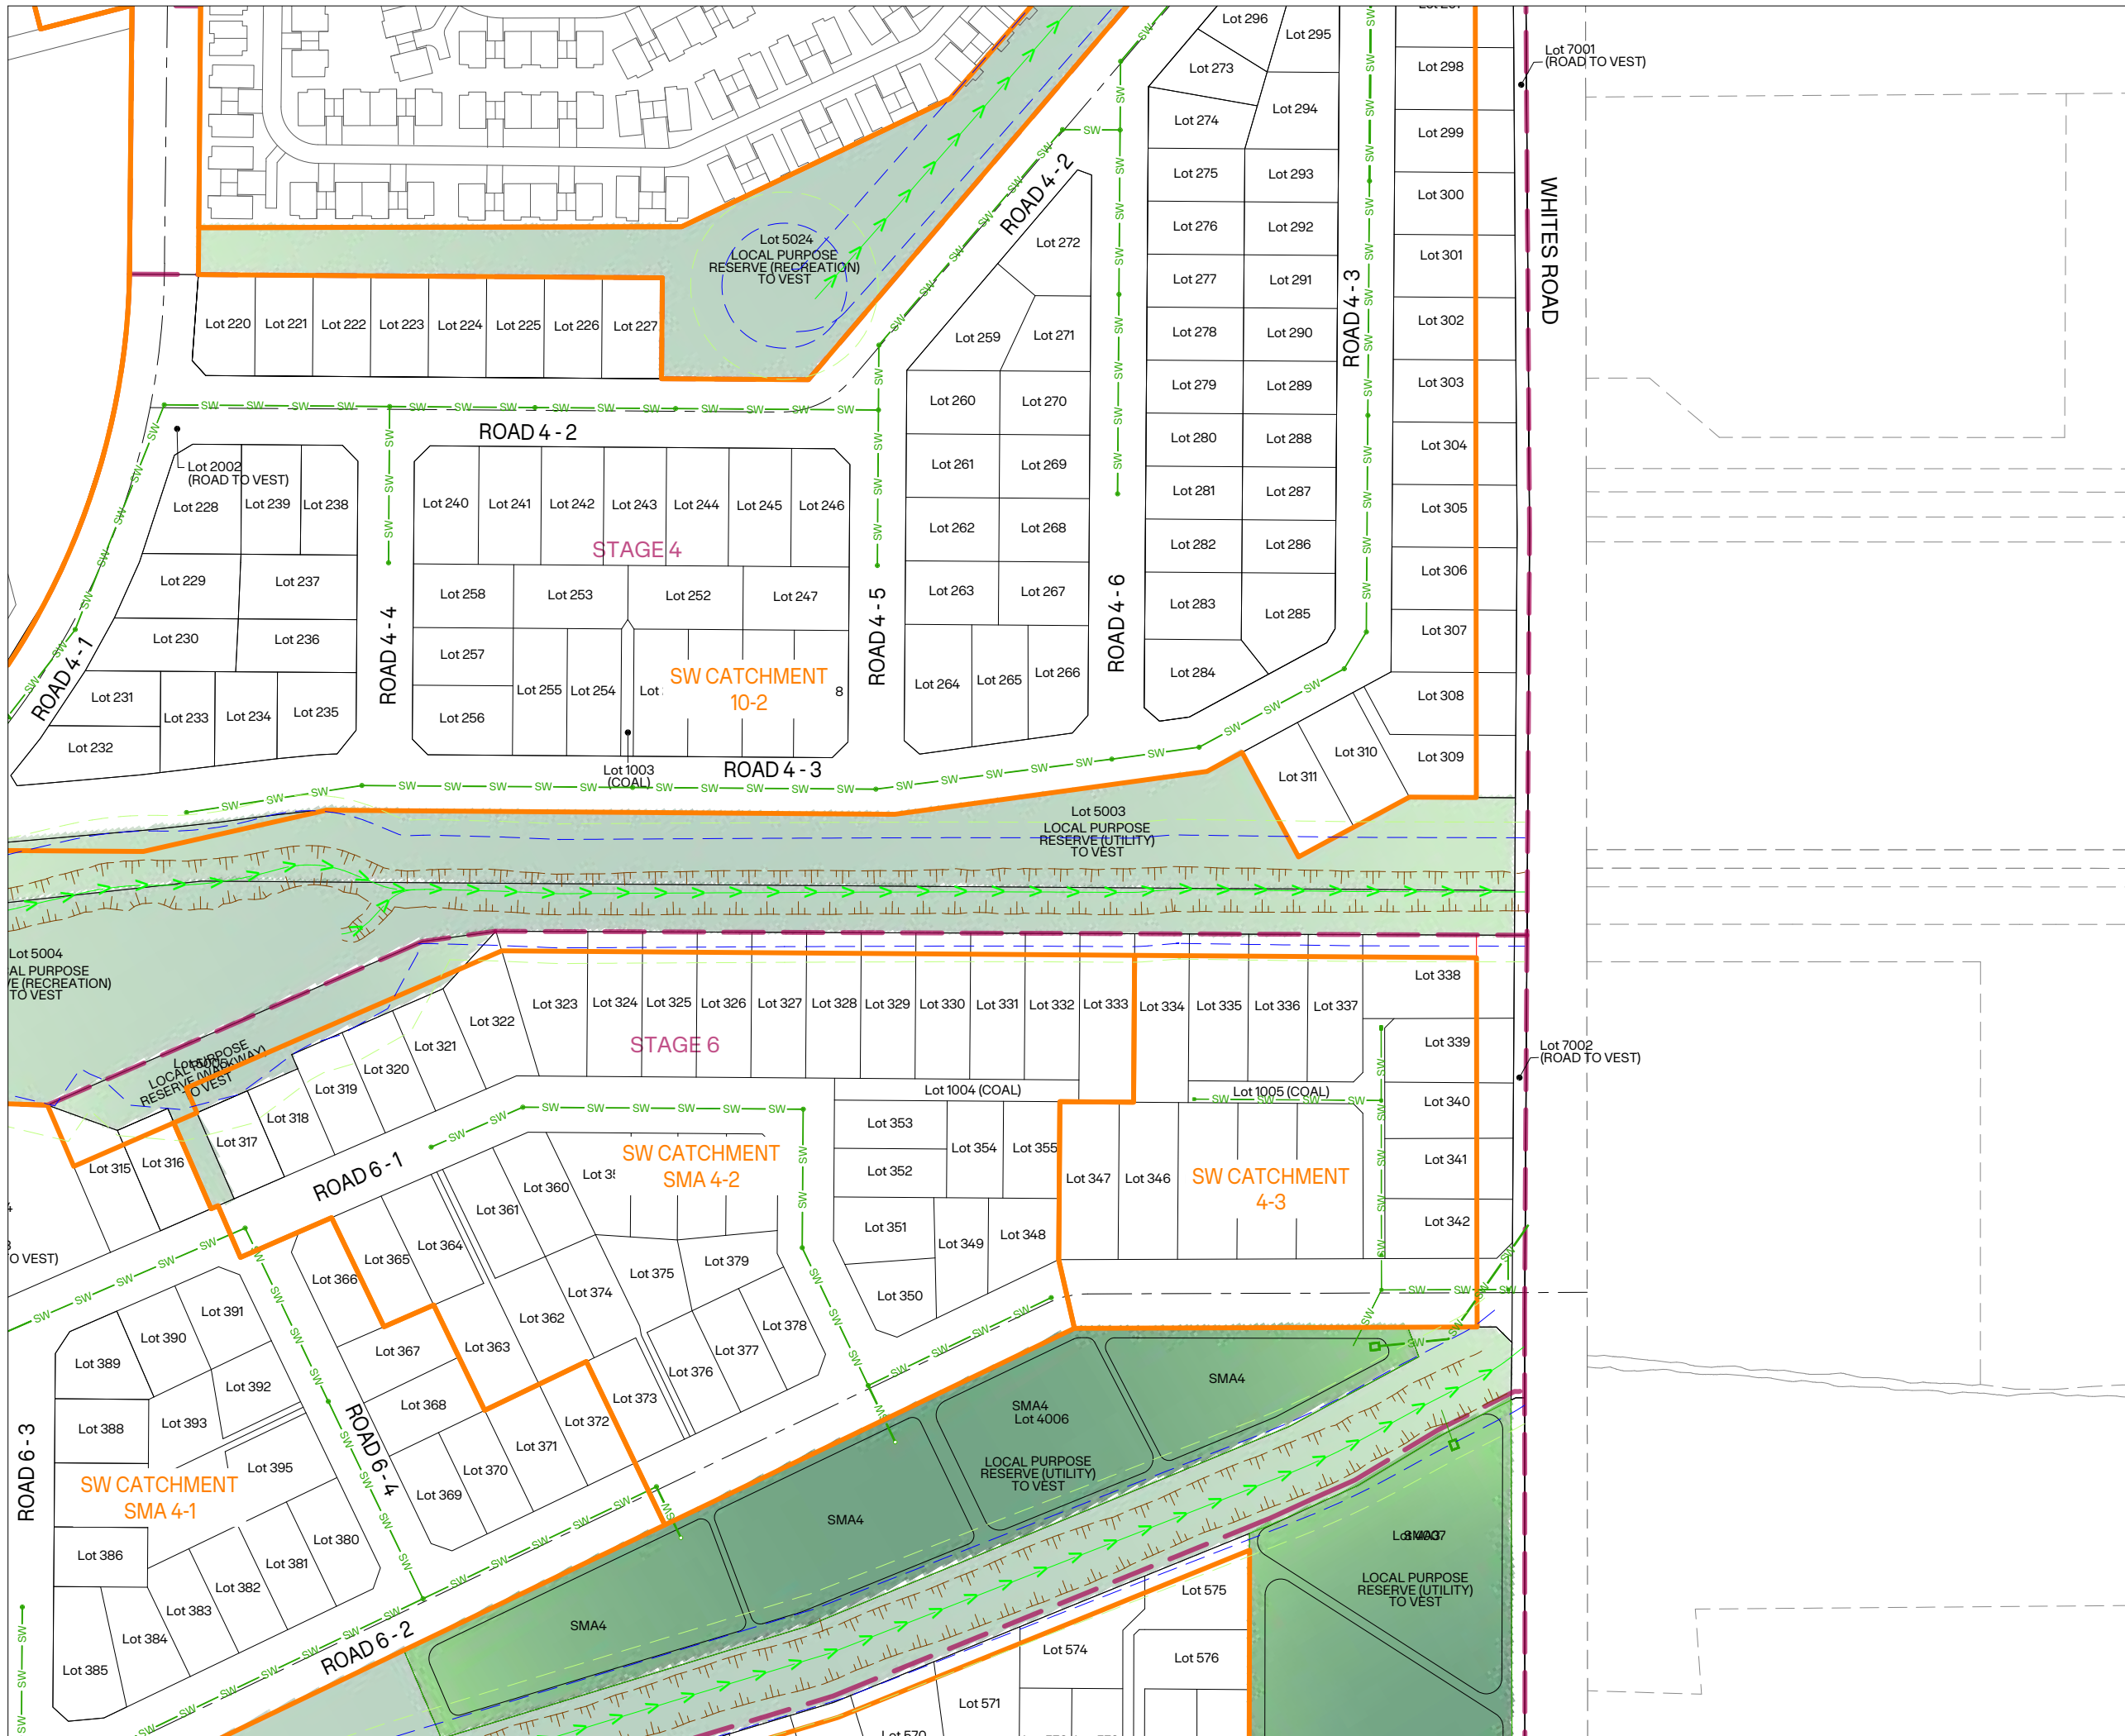 Lot 296
Lot 295
Lot 273
Lot 294
Lot 274
Lot 275
Lot 293
Lot 276
Lot 292
Lot 277
Lot 291
Lot 278
Lot 290
Lot 279
Lot 289
Lot 280
Lot 288
Lot 281
Lot 287
Lot 282
Lot 286
Lot 283
Lot 285
Lot 284
Lot 298
Lot 299
Lot 300
Lot 301
Lot 302
Lot 303
Lot 304
Lot 305
Lot 306
Lot 307
Lot 308
Lot 309
Lot 310
Lot 311
Lot 7001
(ROAD TO VEST)
WHITES ROAD
ROAD 4 - 3
ROAD 4 - 2
Lot 5024
LOCAL PURPOSE
RESERVE (RECREATION)
TO VEST
Lot 220
Lot 221
Lot 222
Lot 223
Lot 224
Lot 225
Lot 226
Lot 227
Lot 272
Lot 259
Lot 271
Lot 260
Lot 270
Lot 261
Lot 269
Lot 262
Lot 268
Lot 263
Lot 267
Lot 264
Lot 265
Lot 266
ROAD 4 - 6
ROAD 4 - 5
ROAD 4 - 2
Lot 2002
(ROAD TO VEST)
Lot 228
Lot 239
Lot 238
Lot 229
Lot 237
Lot 230
Lot 236
Lot 231
Lot 232
Lot 233
Lot 234
Lot 235
ROAD 4 - 1
ROAD 4 - 4
Lot 240
Lot 241
Lot 242
Lot 243
Lot 244
Lot 245
Lot 246
STAGE 4
Lot 258
Lot 253
Lot 252
Lot 247
Lot 257
Lot 256
Lot 255
Lot 254
SW CATCHMENT
10-2
Lot 1003
(COAL)
ROAD 4 - 3
Lot 5003
LOCAL PURPOSE
RESERVE (UTILITY)
TO VEST
Lot 5004
AL PURPOSE
VE (RECREATION)
TO VEST
LOCAL PURPOSE
RESERVE (WALKWAY)
TO VEST
Lot 323
Lot 324
Lot 325
Lot 326
Lot 327
Lot 328
Lot 329
Lot 330
Lot 331
Lot 332
Lot 333
Lot 334
Lot 335
Lot 336
Lot 337
Lot 338
STAGE 6
Lot 322
Lot 321
Lot 320
Lot 319
Lot 318
Lot 317
Lot 316
Lot 315
Lot 339
Lot 340
Lot 341
Lot 342
Lot 7002
(ROAD TO VEST)
Lot 1004 (COAL)
Lot 1005 (COAL)
Lot 353
Lot 352
Lot 354
Lot 355
Lot 351
Lot 350
Lot 349
Lot 348
Lot 347
Lot 346
SW CATCHMENT
4-3
SW CATCHMENT
SMA 4-2
ROAD 6 - 1
O VEST)
Lot 360
Lot 361
Lot 364
Lot 365
Lot 366
Lot 362
Lot 363
Lot 374
Lot 375
Lot 379
Lot 378
Lot 377
Lot 376
Lot 373
Lot 372
Lot 371
Lot 370
Lot 369
Lot 368
Lot 367
Lot 391
Lot 390
Lot 389
Lot 392
Lot 393
Lot 388
Lot 395
SW CATCHMENT
SMA 4-1
Lot 386
Lot 380
Lot 381
Lot 382
Lot 383
Lot 384
Lot 385
ROAD 6 - 3
ROAD 6 - 4
ROAD 6 - 2
SMA4
SMA4
Lot 4006
LOCAL PURPOSE
RESERVE (UTILITY)
TO VEST
SMA4
SMA4
LOCAL PURPOSE
RESERVE (UTILITY)
TO VEST
Lot 575
Lot 574
Lot 576
Lot 571
Lot 570